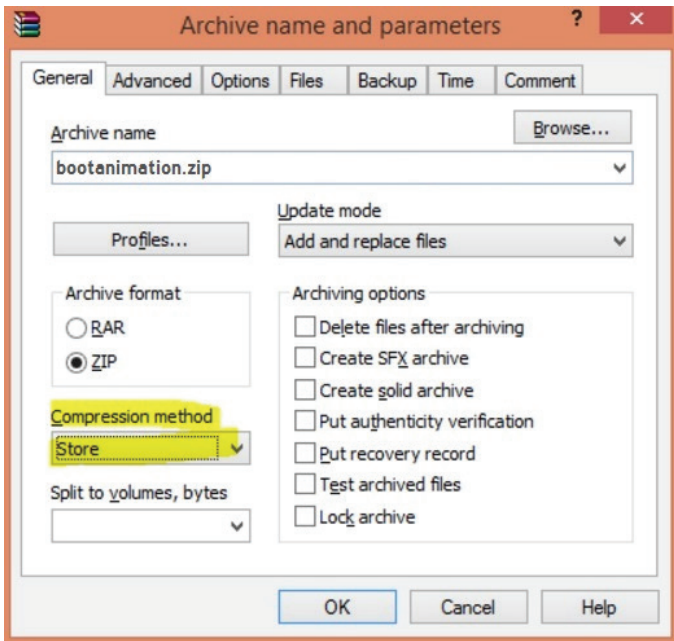 Archive name and parameters
?
General Advanced Options Files Backup Time Comment
Archive name
Browse...
bootanimation.zip
Profiles...
Update mode
Add and replace files
Archive format
RAR
ZIP
Compression method
Store
Split to volumes, bytes
Archiving options
Delete files after archiving
Create SFX archive
Create solid archive
Put authenticity verification
Put recovery record
Test archived files
Lock archive
OK Cancel Help